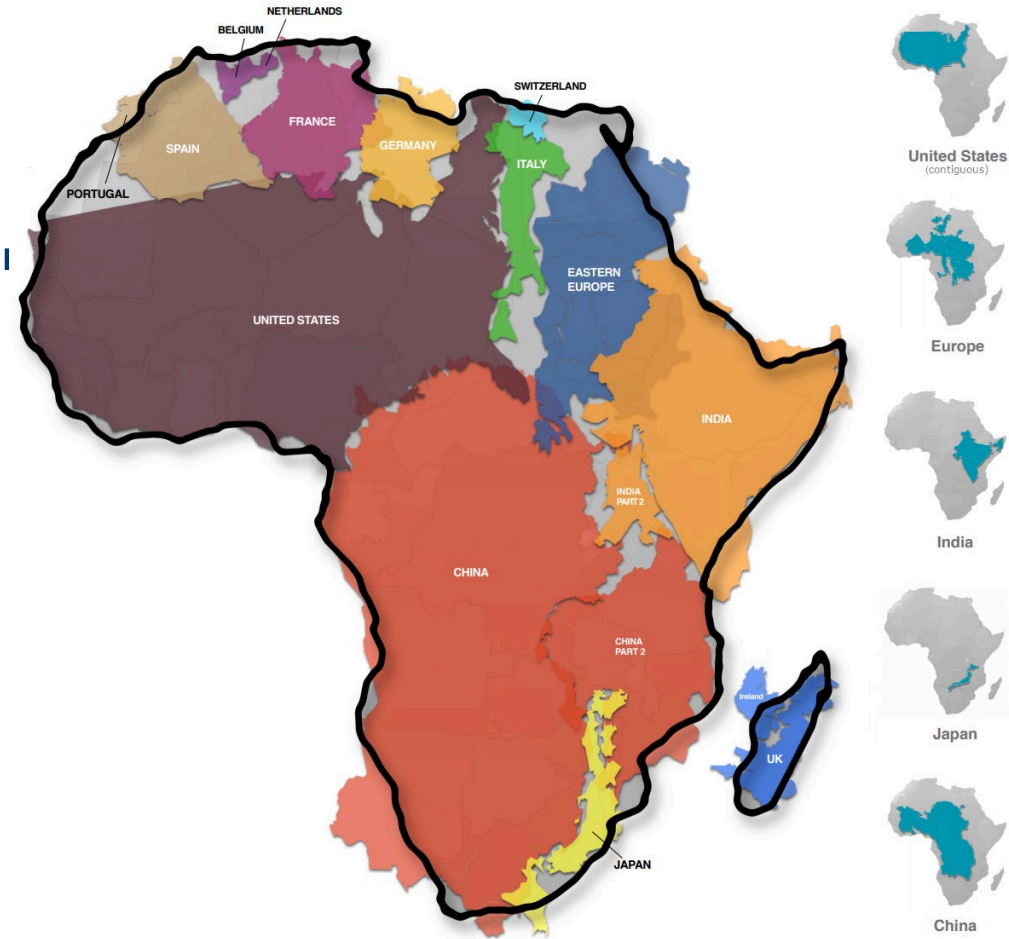 NETHERLANDS
BELGIUM
SWITZERLAND
FRANCE
GERMANY
SPAIN
ITALY
PORTUGAL
EASTERN
EUROPE
UNITED STATES
INDIA
INDIA
PART 2
CHINA
CHINA
PART 2
Ireland
UK
JAPAN
United States
(contiguous)
Europe
India
Japan
China